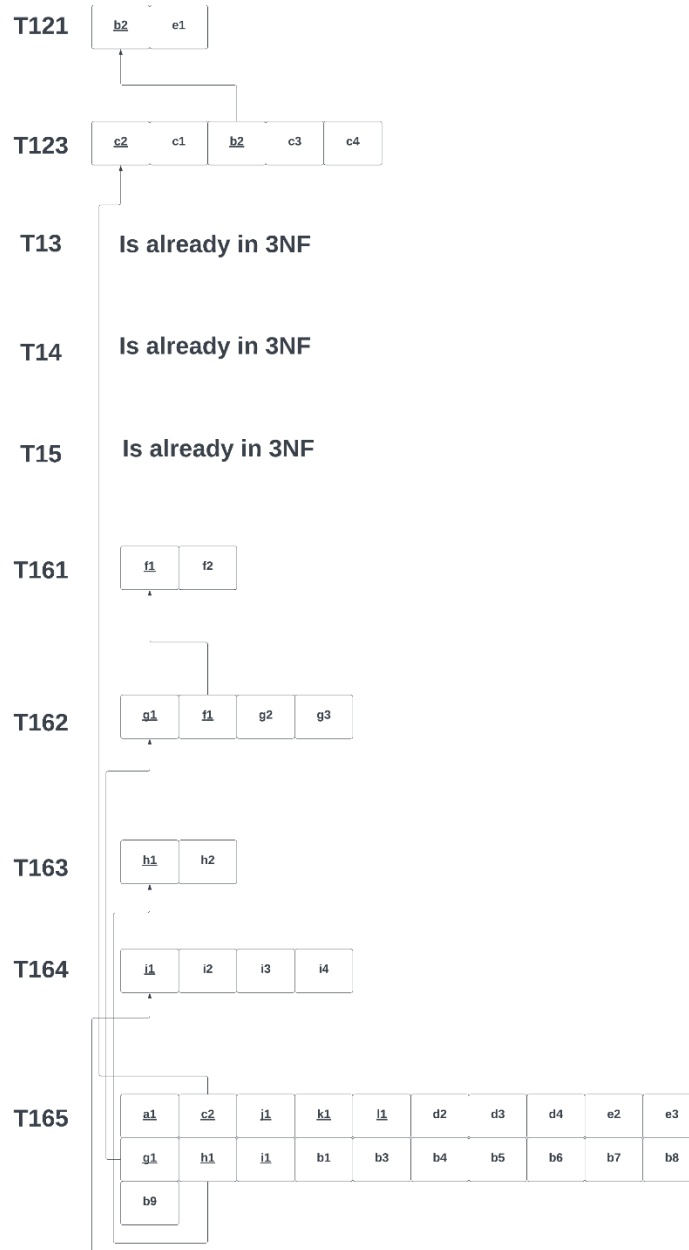 T121 b2 e1
T123 c2 c1 b2 c3 c4
T13 Is already in 3NF
T14 Is already in 3NF
T15 Is already in 3NF
T161 f1 f2
T162 g1 f1 g2 g3
T163 h1 h2
T164 i1 i2 i3 i4
T165 a1 c2 j1 k1 l1 d2 d3 d4 e2 e3
g1 h1 i1 b1 b3 b4 b5 b6 b7 b8
b9